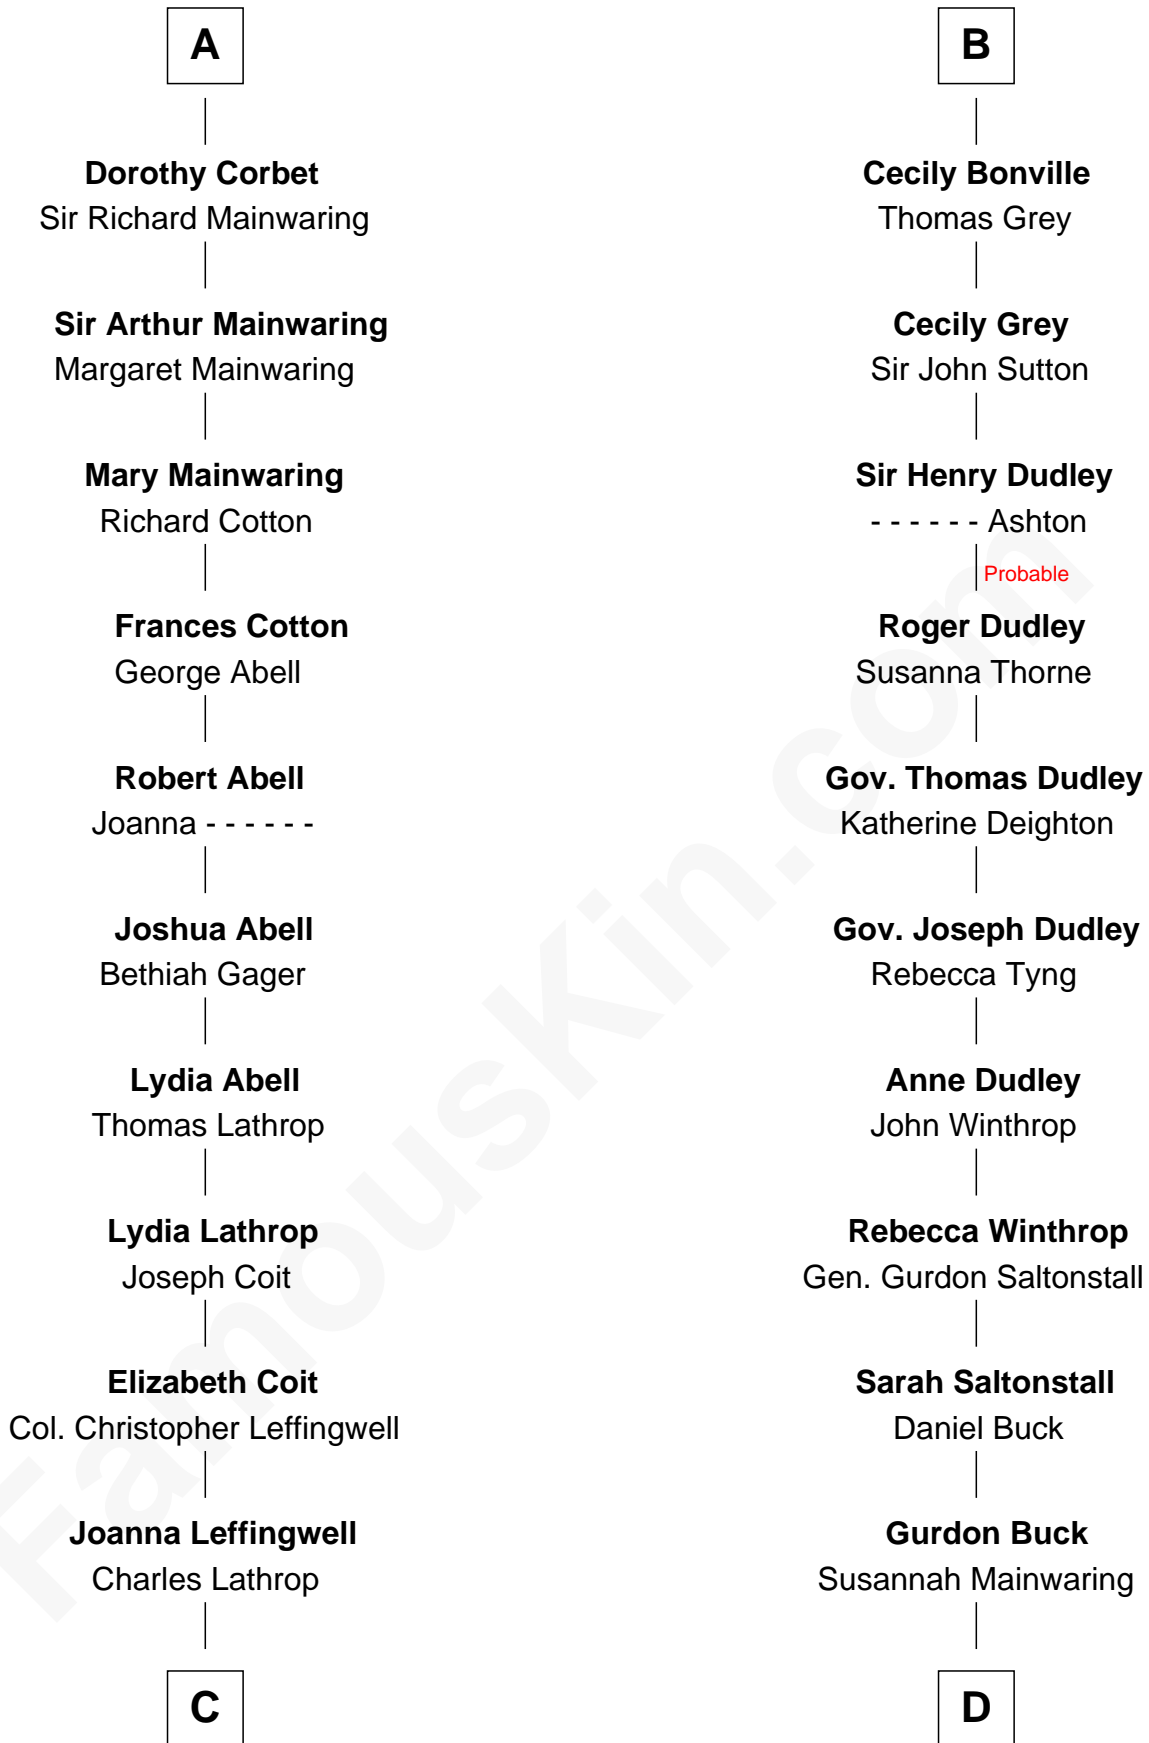 A
Dorothy Corbet
Sir Richard Mainwaring
Sir Arthur Mainwaring
Margaret Mainwaring
Mary Mainwaring
Richard Cotton
Frances Cotton
George Abell
Robert Abell
Joanna - - - - - -
Joshua Abell
Bethiah Gager
Lydia Abell
Thomas Lathrop
Lydia Lathrop
Joseph Coit
Elizabeth Coit
Col. Christopher Leffingwell
Joanna Leffingwell
Charles Lathrop
C
B
Cecily Bonville
Thomas Grey
Cecily Grey
Sir John Sutton
Sir Henry Dudley
- - - - - - Ashton
Probable
Roger Dudley
Susanna Thorne
Gov. Thomas Dudley
Katherine Deighton
Gov. Joseph Dudley
Rebecca Tyng
Anne Dudley
John Winthrop
Rebecca Winthrop
Gen. Gurdon Saltonstall
Sarah Saltonstall
Daniel Buck
Gurdon Buck
Susannah Mainwaring
D
FamousKin.com